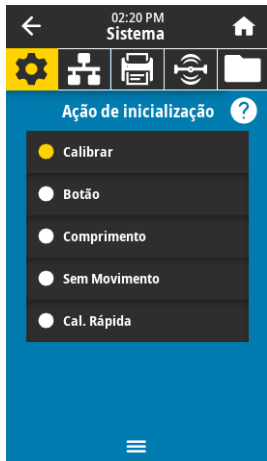 02:20 PM
Sistema
Ação de inicialização ?
Calibrar
Botão
Comprimento
Sem Movimento
Cal. Rápida